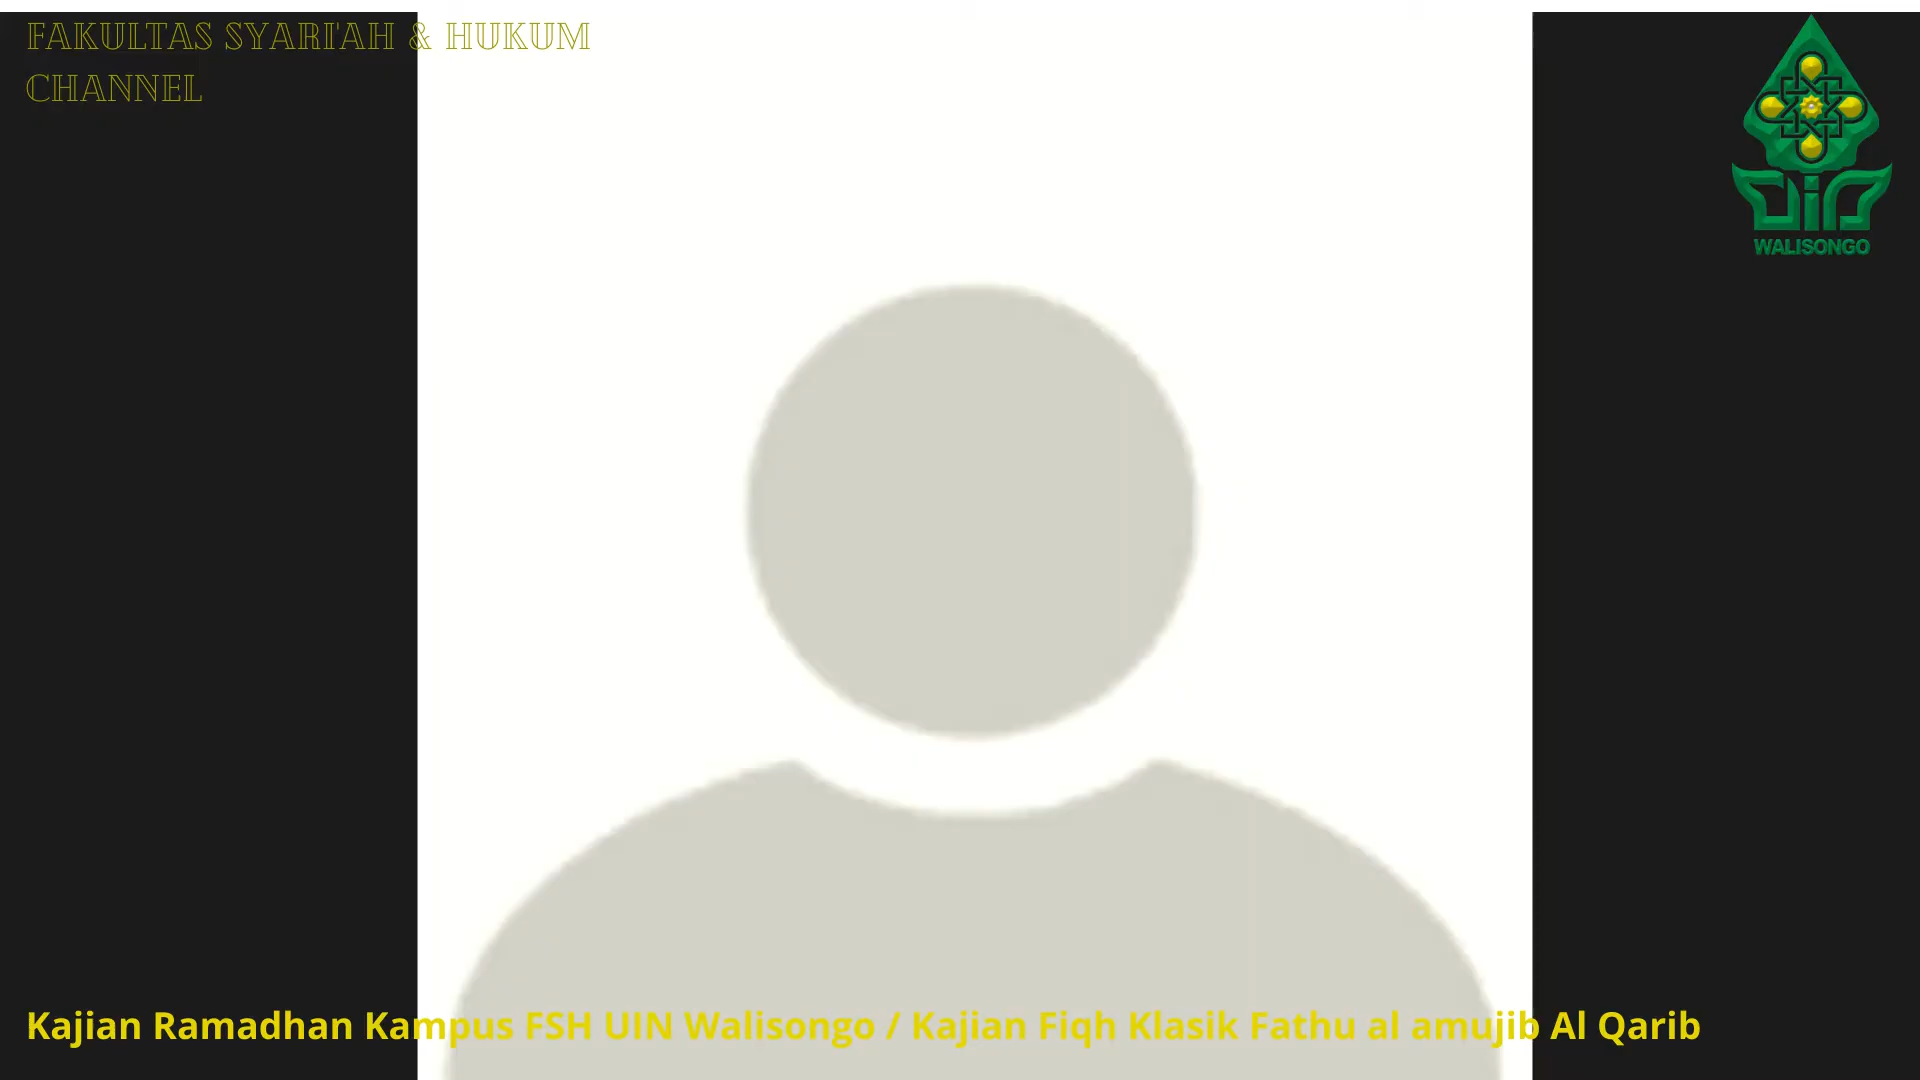 FAKULTAS SYARI'AH & HUKUM
CHANNEL
WALISONGO
Kajian Ramadhan Kampus FSH UIN Walisongo / Kajian Fiqh Klasik Fathu al amujib Al Qarib